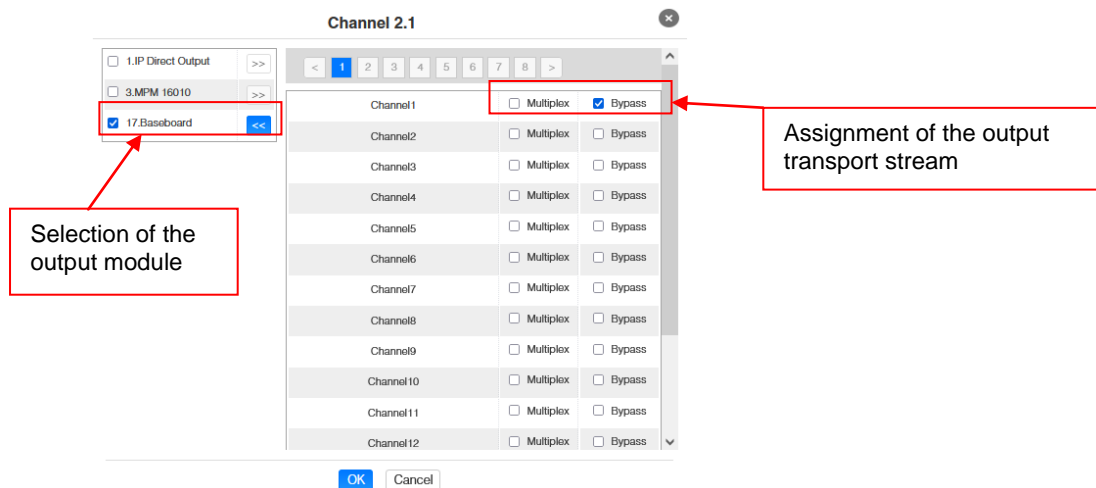 Channel 2.1
1.IP Direct Output >>
3.MPM 16010 >>
17.Baseboard <<
< 1 2 3 4 5 6 7 8 >
Channel1 Multiplex Bypass
Channel2 Multiplex Bypass
Channel3 Multiplex Bypass
Channel4 Multiplex Bypass
Channel5 Multiplex Bypass
Channel6 Multiplex Bypass
Channel7 Multiplex Bypass
Channel8 Multiplex Bypass
Channel9 Multiplex Bypass
Channel10 Multiplex Bypass
Channel11 Multiplex Bypass
Channel12 Multiplex Bypass
OK Cancel
Selection of the
output module
Assignment of the output
transport stream